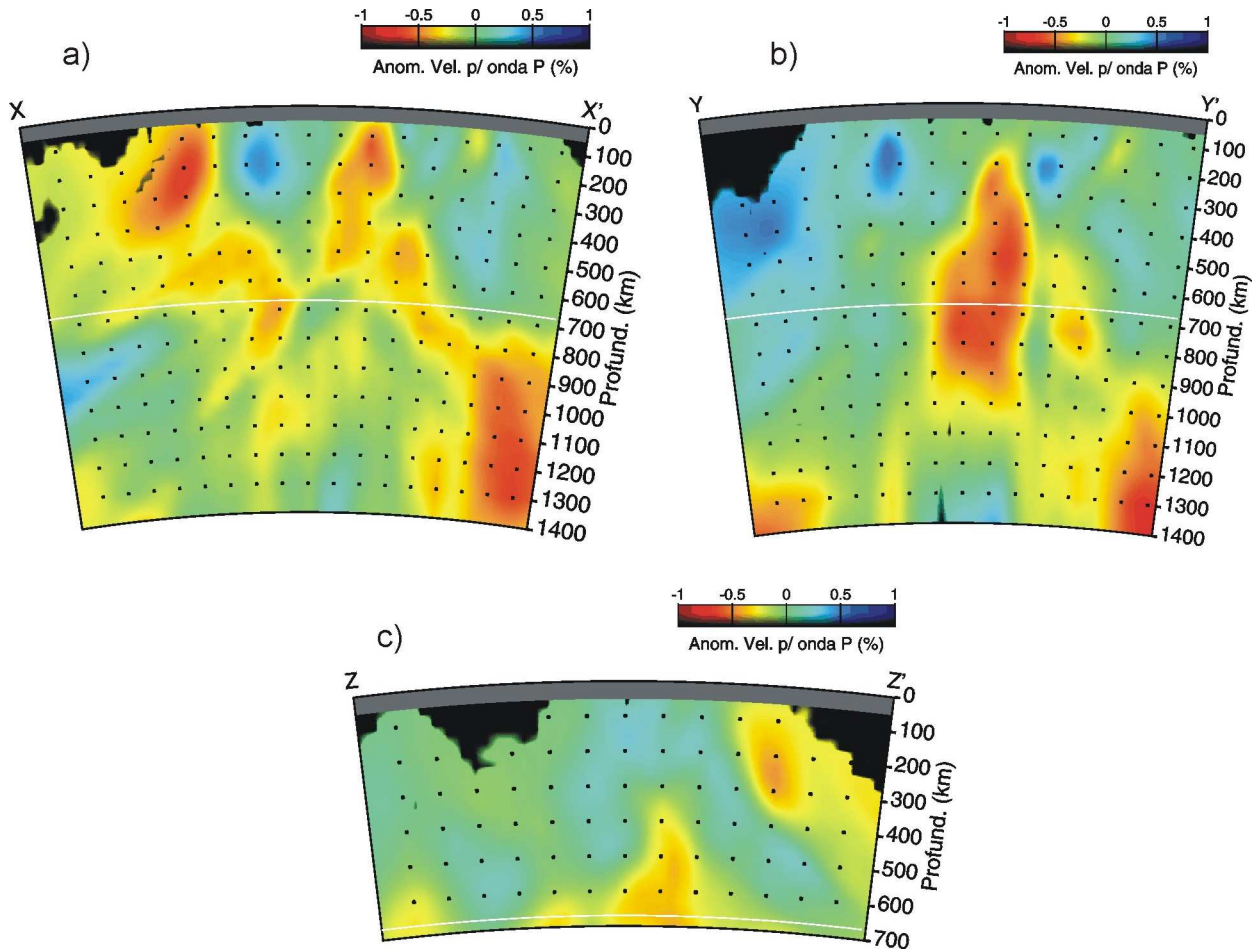 a)
-1 -0.5 0 0.5 1
Anom. Vel. p/ onda P (%)
X X'
0
100
200
300
400
500
600
700
800
900
1000
1100
1200
1300
1400
Profund. (km)
b)
-1 -0.5 0 0.5 1
Anom. Vel. p/ onda P (%)
Y Y'
0
100
200
300
400
500
600
700
800
900
1000
1100
1200
1300
1400
Profund. (km)
c)
-1 -0.5 0 0.5 1
Anom. Vel. p/ onda P (%)
Z Z'
0
100
200
300
400
500
600
700
Profund. (km)